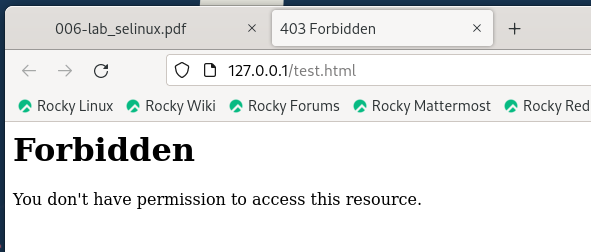 006-lab_selinux.pdf × 403 Forbidden × +
127.0.0.1/test.html
Rocky Linux Rocky Wiki Rocky Forums Rocky Mattermost Rocky Red
Forbidden
You don't have permission to access this resource.